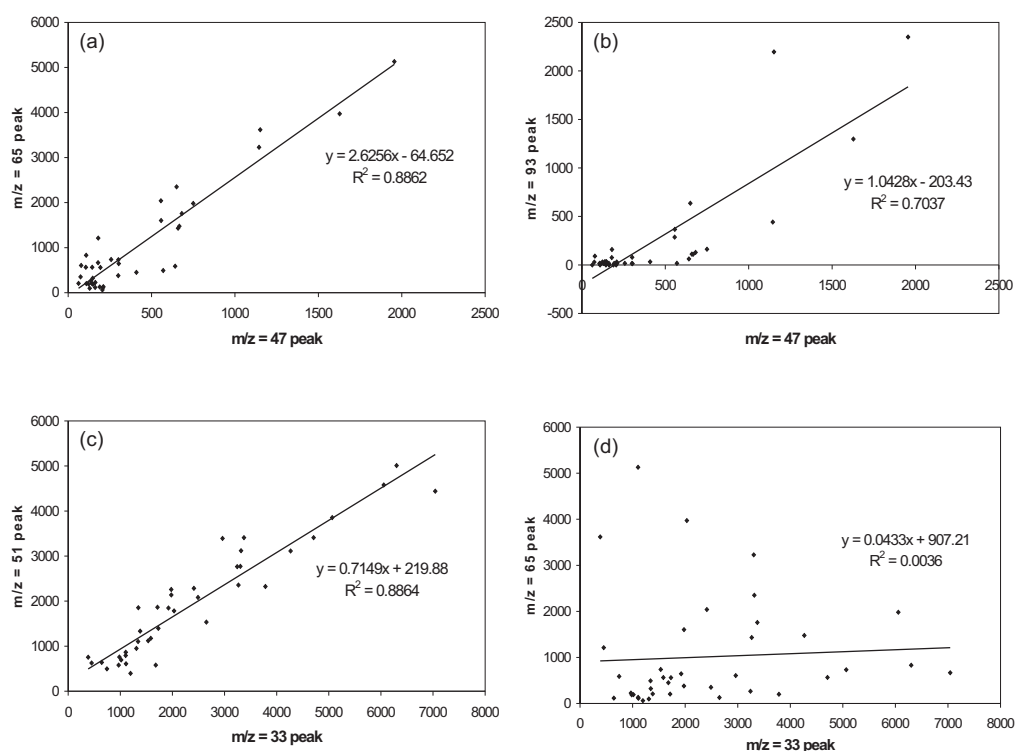 (a)
6000
5000
4000
3000
2000
1000
0
m/z = 65 peak
y = 2.6256x - 64.652
R² = 0.8862
0 500 1000 1500 2000 2500
m/z = 47 peak
(b)
2500
2000
1500
1000
500
0
-500
m/z = 93 peak
y = 1.0428x - 203.43
R² = 0.7037
0 500 1000 1500 2000 2500
m/z = 47 peak
(c)
6000
5000
4000
3000
2000
1000
0
m/z = 51 peak
y = 0.7149x + 219.88
R² = 0.8864
0 1000 2000 3000 4000 5000 6000 7000 8000
m/z = 33 peak
(d)
6000
5000
4000
3000
2000
1000
0
m/z = 65 peak
y = 0.0433x + 907.21
R² = 0.0036
0 1000 2000 3000 4000 5000 6000 7000 8000
m/z = 33 peak